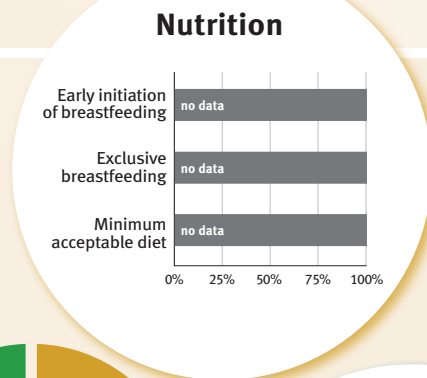 Nutrition
Early initiation
of breastfeeding
no data
Exclusive
breastfeeding
no data
Minimum
acceptable diet
no data
0% 25% 50% 75% 100%